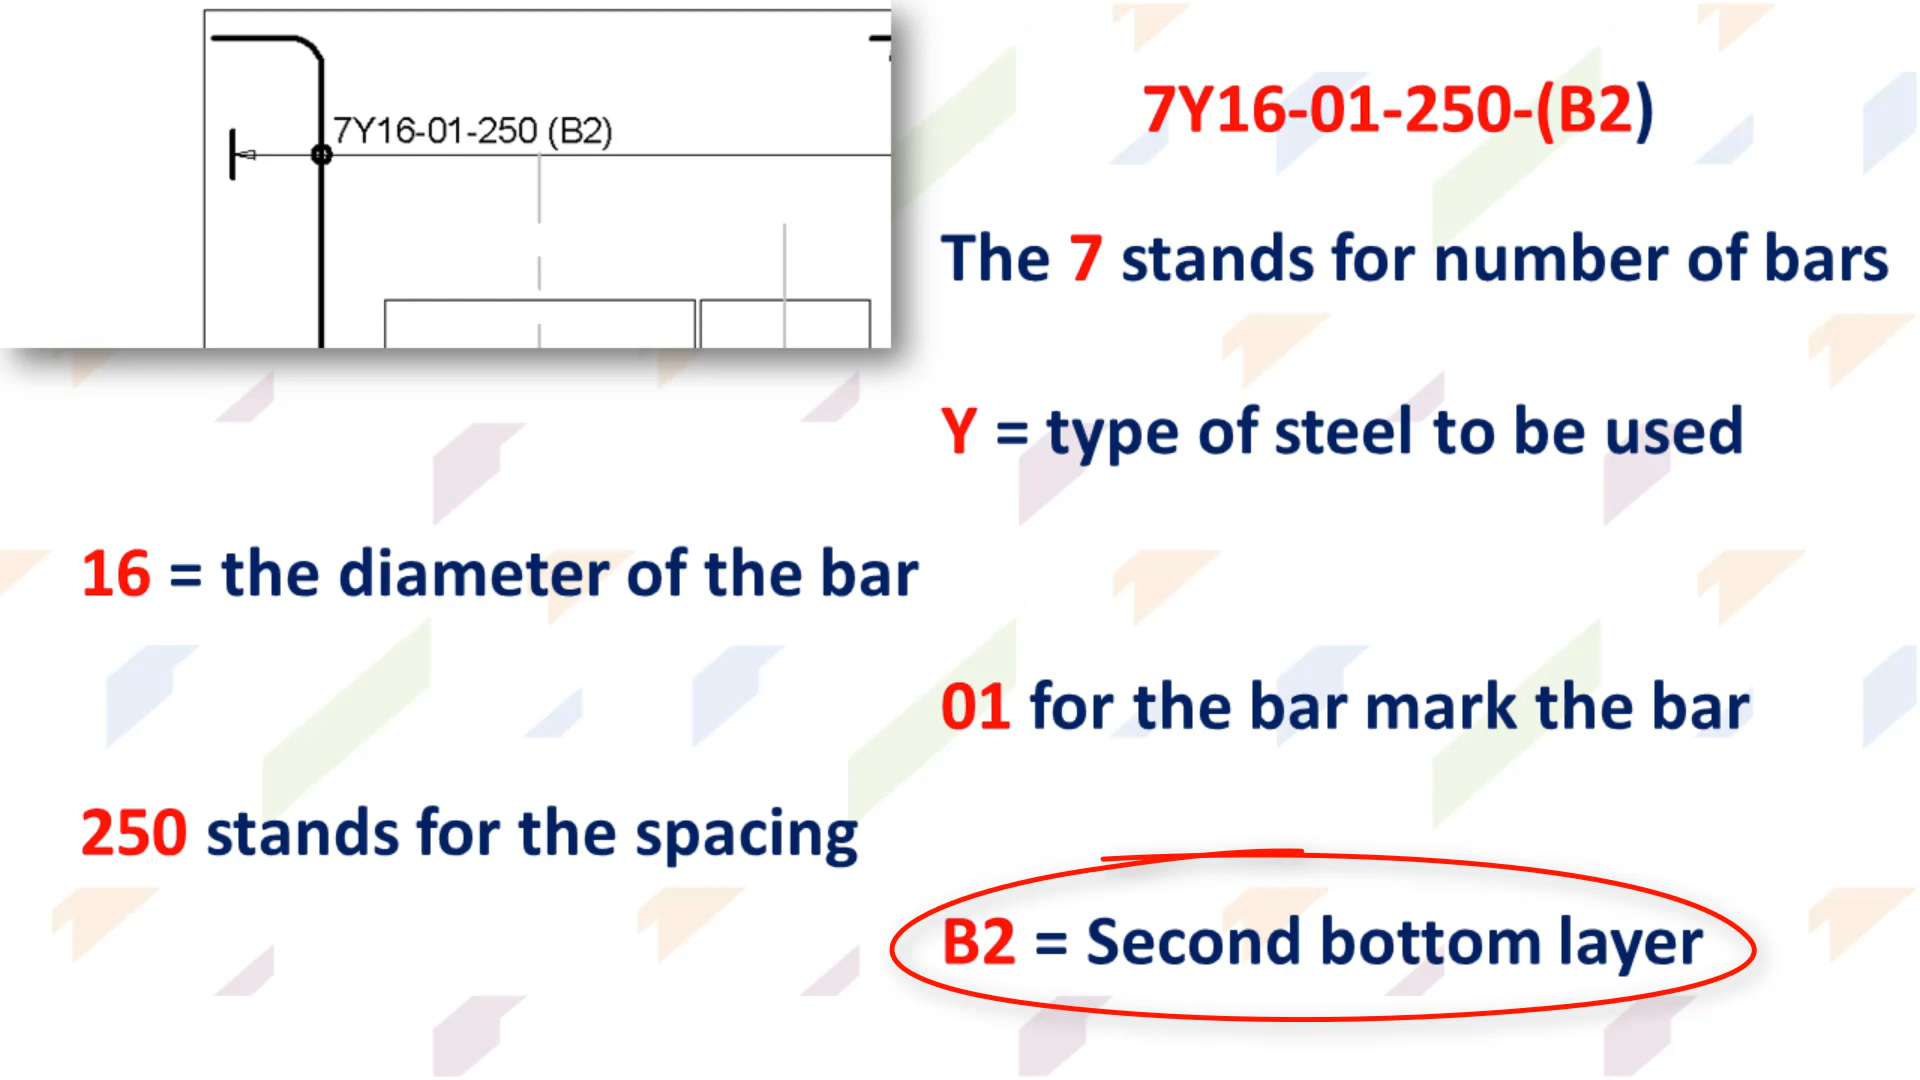 7Y16-01-250 (B2)
7Y16-01-250-(B2)
The 7 stands for number of bars
Y = type of steel to be used
16 = the diameter of the bar
01 for the bar mark the bar
250 stands for the spacing
B2 = Second bottom layer